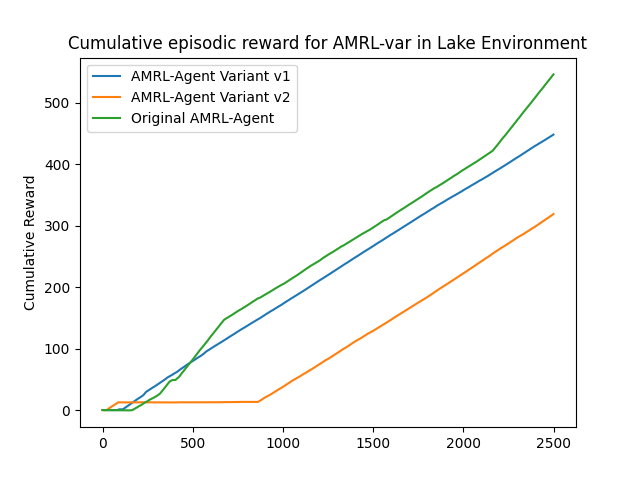 Cumulative episodic reward for AMRL-var in Lake Environment
AMRL-Agent Variant v1
AMRL-Agent Variant v2
Original AMRL-Agent
Cumulative Reward
500
400
300
200
100
0
0 500 1000 1500 2000 2500